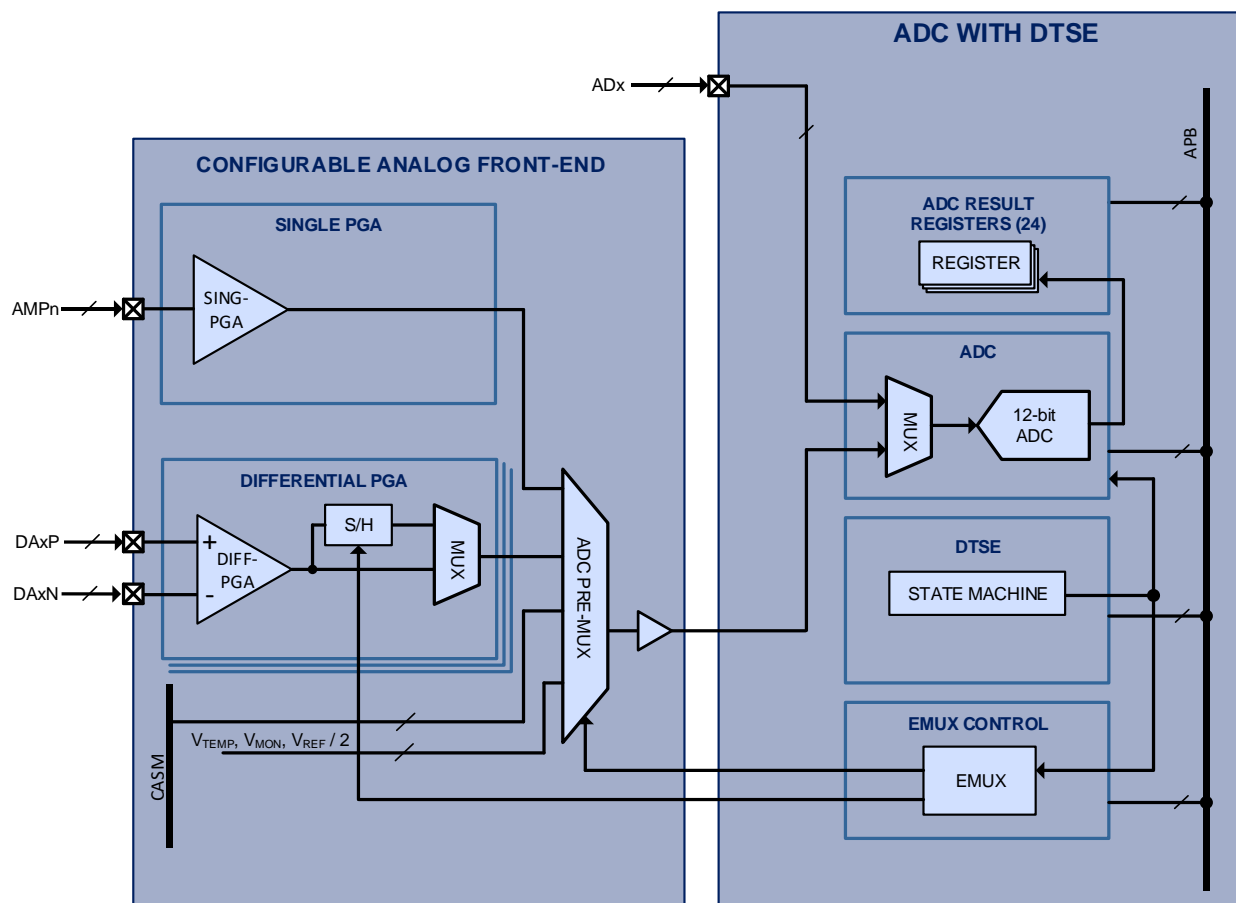 ADC WITH DTSE
ADx
APB
CONFIGURABLE ANALOG FRONT-END
ADC RESULT
REGISTERS (24)
REGISTER
SINGLE PGA
SING-
PGA
AMPn
ADC
MUX
12-bit
ADC
DIFFERENTIAL PGA
S/H
MUX
DAxP
+
DIFF-
PGA
-
DAxN
ADC PRE-MUX
DTSE
STATE MACHINE
VTEMP, VMON, VREF / 2
CASM
EMUX CONTROL
EMUX